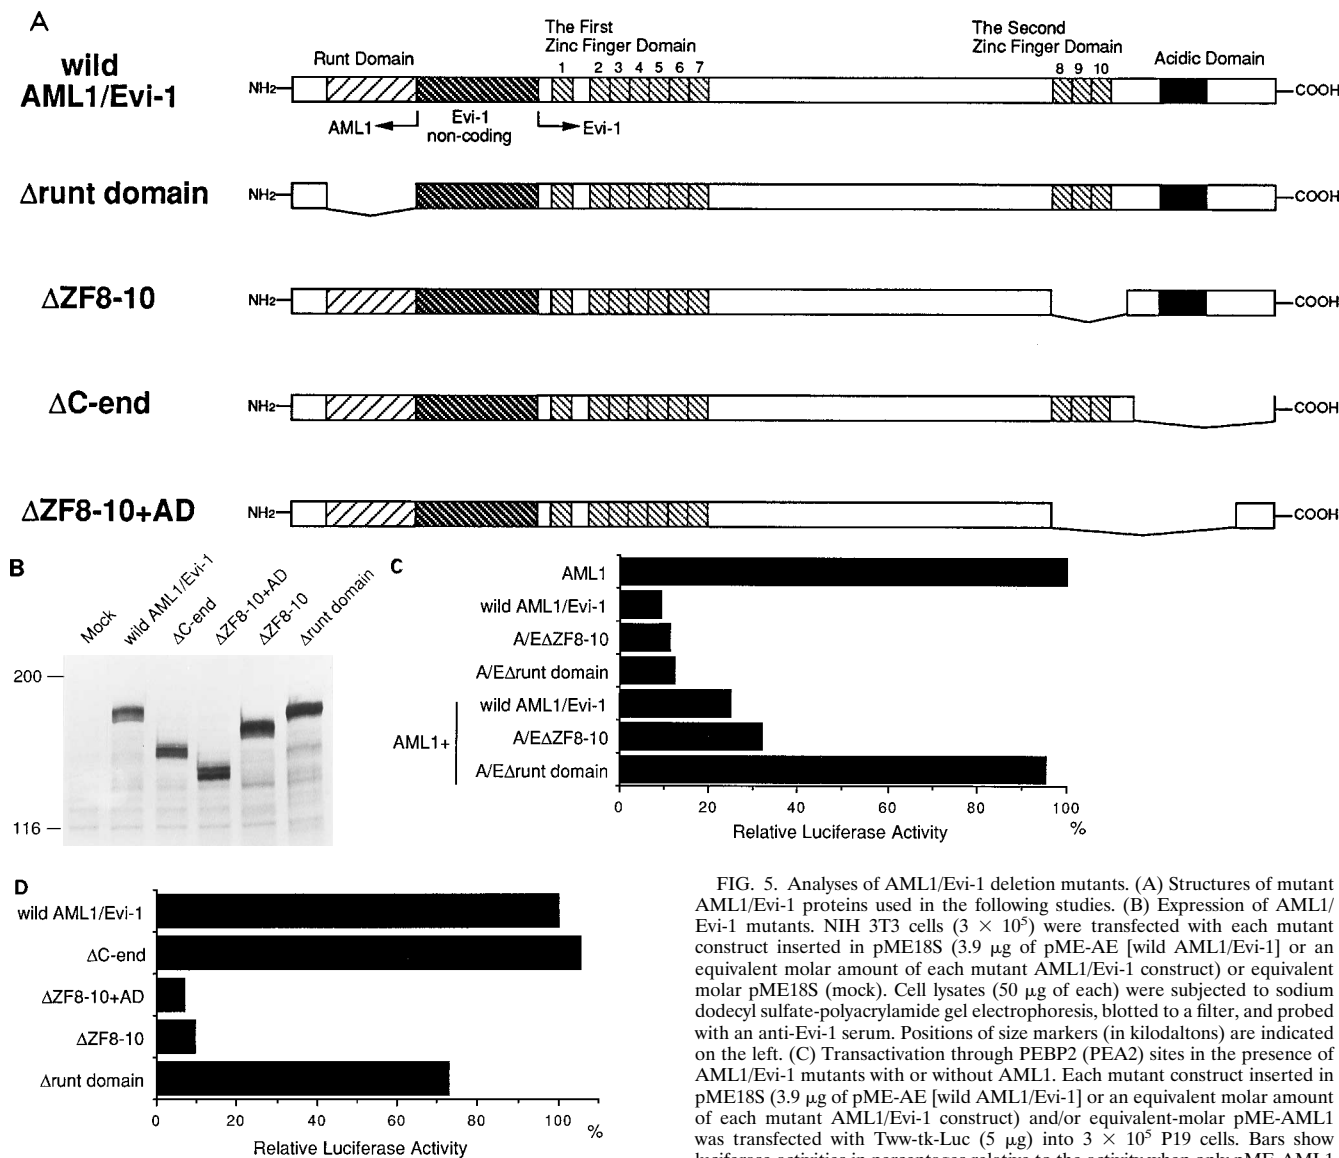 A
wild
AML1/Evi-1
Runt Domain
The First
Zinc Finger Domain
1 2 3 4 5 6 7
The Second
Zinc Finger Domain
8 9 10
Acidic Domain
NH2
COOH
AML1
Evi-1
non-coding
Evi-1
Δrunt domain
NH2
COOH
ΔZF8-10
NH2
COOH
ΔC-end
NH2
COOH
ΔZF8-10+AD
NH2
COOH
B
Mock
wild AML1/Evi-1
ΔC-end
ΔZF8-10+AD
ΔZF8-10
Δrunt domain
200
116
C
AML1
wild AML1/Evi-1
A/EΔZF8-10
A/EΔrunt domain
AML1+
wild AML1/Evi-1
A/EΔZF8-10
A/EΔrunt domain
0 20 40 60 80 100
Relative Luciferase Activity %
D
wild AML1/Evi-1
ΔC-end
ΔZF8-10+AD
ΔZF8-10
Δrunt domain
0 20 40 60 80 100
Relative Luciferase Activity %
FIG. 5. Analyses of AML1/Evi-1 deletion mutants. (A) Structures of mutant
AML1/Evi-1 proteins used in the following studies. (B) Expression of AML1/
Evi-1 mutants. NIH 3T3 cells (3 × 10⁵) were transfected with each mutant
construct inserted in pME18S (3.9 μg of pME-AE [wild AML1/Evi-1] or an
equivalent molar amount of each mutant AML1/Evi-1 construct) or equivalent
molar pME18S (mock). Cell lysates (50 μg of each) were subjected to sodium
dodecyl sulfate-polyacrylamide gel electrophoresis, blotted to a filter, and probed
with an anti-Evi-1 serum. Positions of size markers (in kilodaltons) are indicated
on the left. (C) Transactivation through PEBP2 (PEA2) sites in the presence of
AML1/Evi-1 mutants with or without AML1. Each mutant construct inserted in
pME18S (3.9 μg of pME-AE [wild AML1/Evi-1] or an equivalent molar amount
of each mutant AML1/Evi-1 construct) and/or equivalent-molar pME-AML1
was transfected with Tww-tk-Luc (5 μg) into 3 × 10⁵ P19 cells. Bars show
luciferase activities in percentages relative to the activity when only pME-AML1